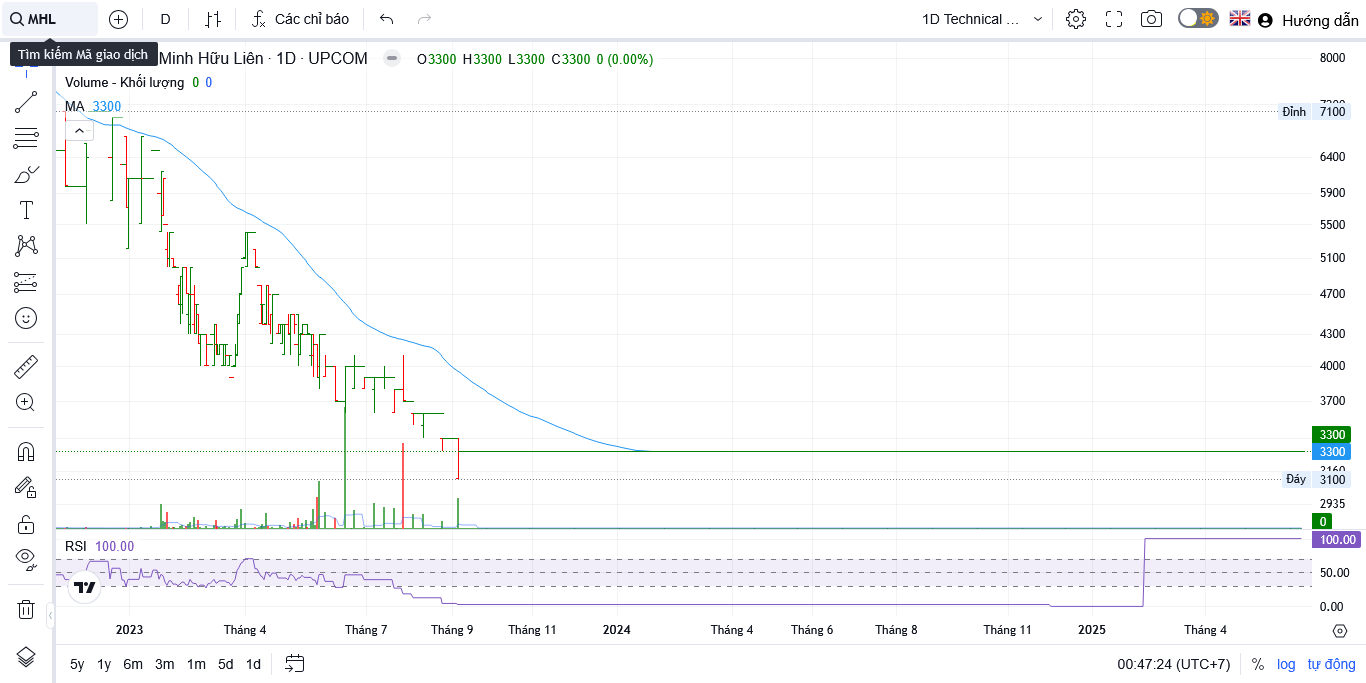 MHL
D
Các chỉ báo
1D Technical ...
Hướng dẫn
Tìm kiếm Mã giao dịch
Minh Hữu Liên · 1D · UPCOM
O3300 H3300 L3300 C3300 0 (0.00%)
Volume - Khối lượng 0 0
MA 3300
8000
Đỉnh 7100
6400
5900
5500
5100
4700
4300
4000
3700
3300
3300
3160
Đáy 3100
2935
0
RSI 100.00
100.00
50.00
0.00
2023 Tháng 4 Tháng 7 Tháng 9 Tháng 11 2024 Tháng 4 Tháng 6 Tháng 8 Tháng 11 2025 Tháng 4
5y 1y 6m 3m 1m 5d 1d
00:47:24 (UTC+7) % log tự động